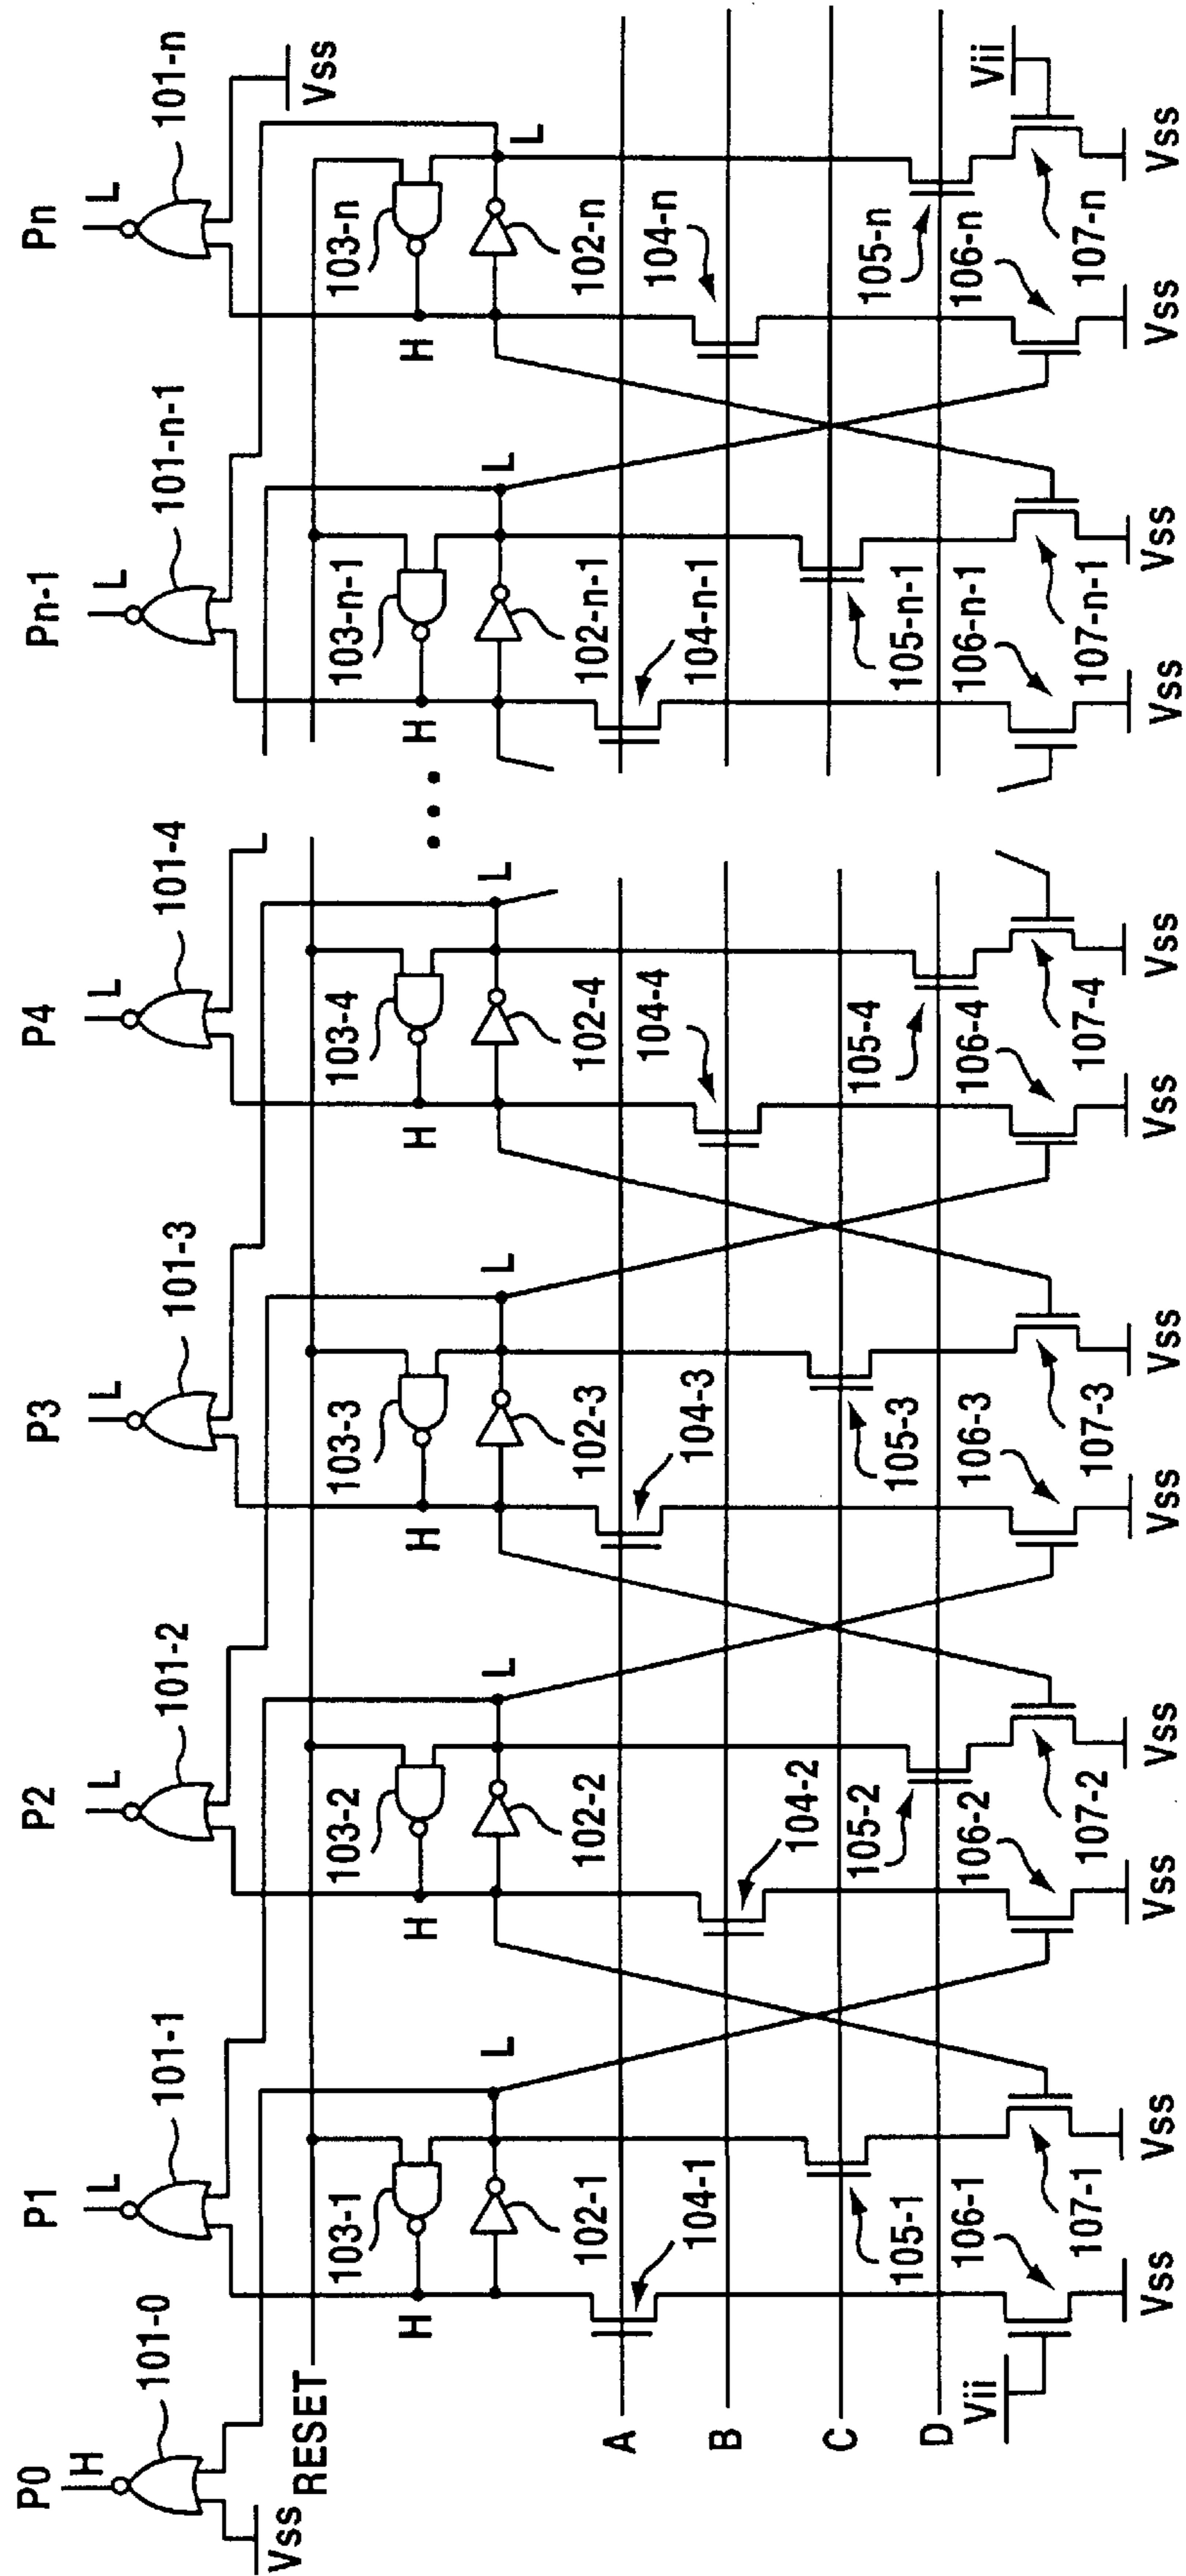 P0 P1 P2 P3 P4 Pn-1 Pn
H L L L L L L
101-0 101-1 101-2 101-3 101-4 101-n-1 101-n
Vss Vss
RESET
103-1 103-2 103-3 103-4 103-n-1 103-n
H H H H ••• H H
L L L L L L
102-1 102-2 102-3 102-4 102-n-1 102-n
A
104-1 104-2 104-3 104-4 104-n-1 104-n
B
C
105-1 105-2 105-3 105-4 105-n-1 105-n
D
106-1 106-2 106-3 106-4 106-n-1 106-n
Vii Vii
107-1 107-2 107-3 107-4 107-n-1 107-n
Vss Vss Vss Vss Vss Vss Vss Vss Vss Vss Vss Vss